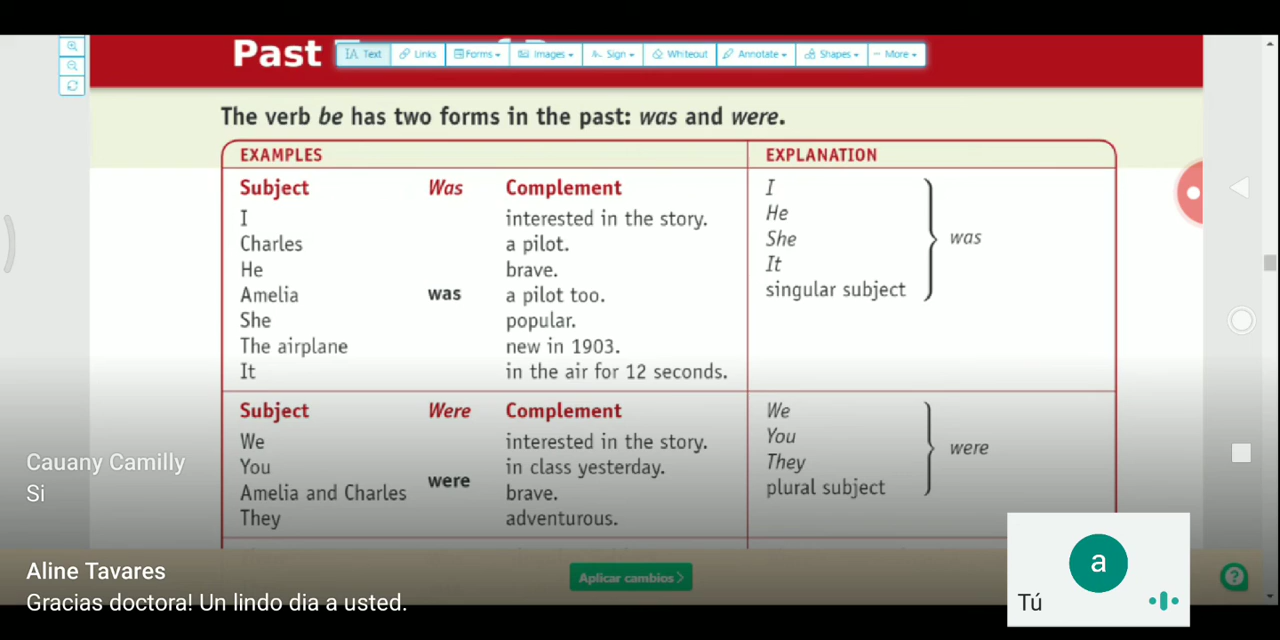 Past
Text Links Forms Images Sign Whiteout Annotate Shapes More
The verb be has two forms in the past: was and were.
EXAMPLES EXPLANATION
Subject Was Complement
I interested in the story.
Charles a pilot.
He brave.
Amelia was a pilot too.
She popular.
The airplane new in 1903.
It in the air for 12 seconds.
I
He
She
It
singular subject
was
Subject Were Complement
We interested in the story.
You in class yesterday.
Amelia and Charles were brave.
They adventurous.
We
You
They
plural subject
were
Cauany Camilly
Si
Aline Tavares
Gracias doctora! Un lindo dia a usted.
Aplicar cambios
a
Tú